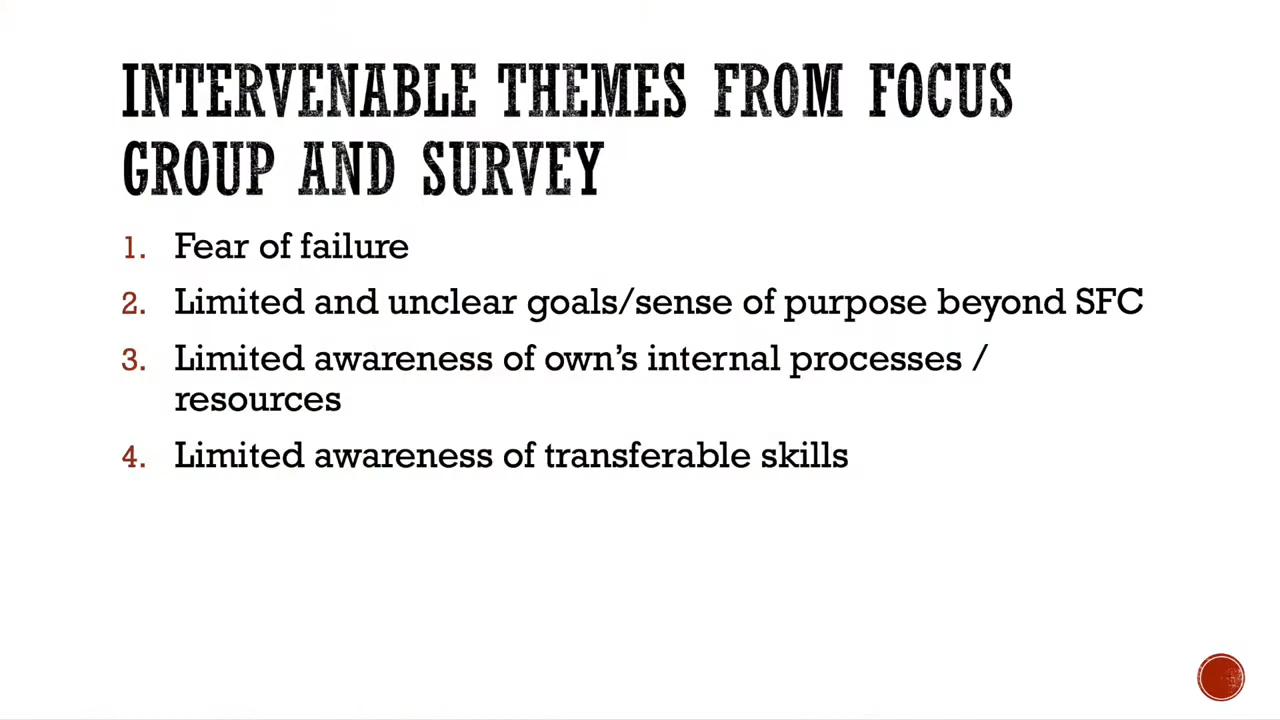 INTERVENABLE THEMES FROM FOCUS
GROUP AND SURVEY
1. Fear of failure
2. Limited and unclear goals/sense of purpose beyond SFC
3. Limited awareness of own's internal processes /
resources
4. Limited awareness of transferable skills